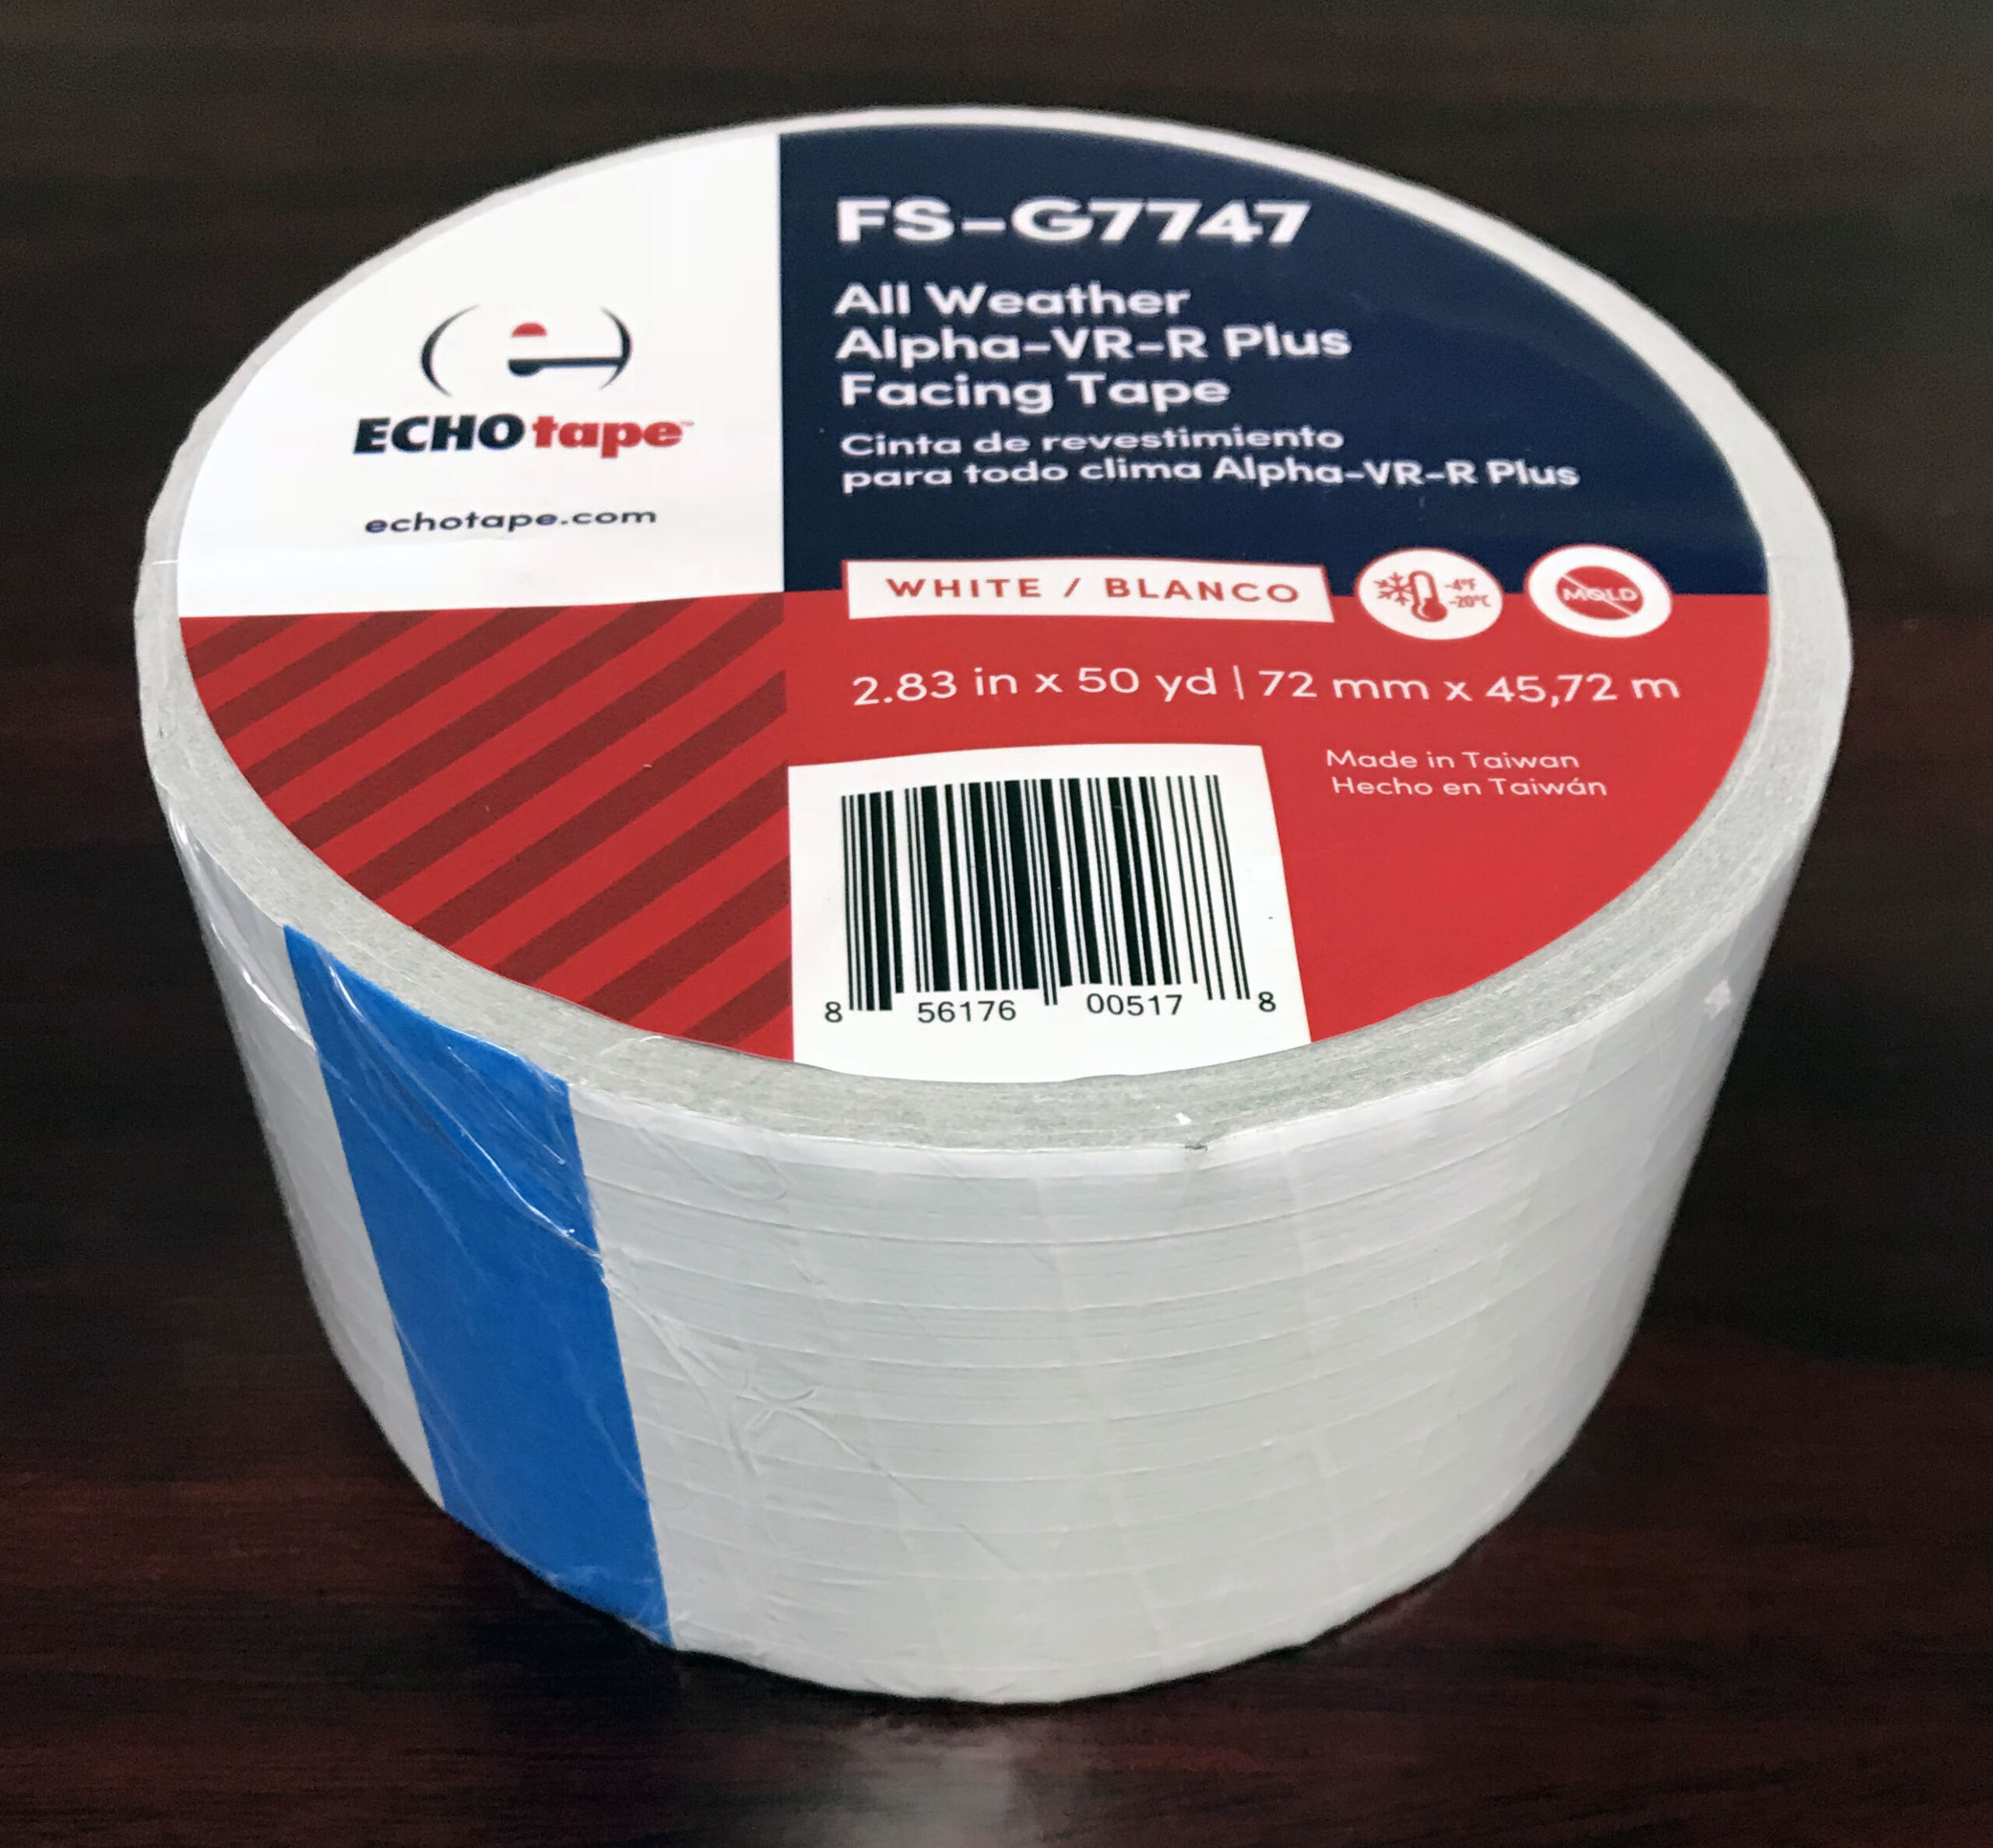 ECHOtape™
echotape.com
FS-G7747
All Weather
Alpha-VR-R Plus
Facing Tape
Cinta de revestimiento
para todo clima Alpha-VR-R Plus
WHITE / BLANCO
-4°F
-20°C
MOLD
2.83 in x 50 yd | 72 mm x 45,72 m
Made in Taiwan
Hecho en Taiwán
8 56176 00517 8